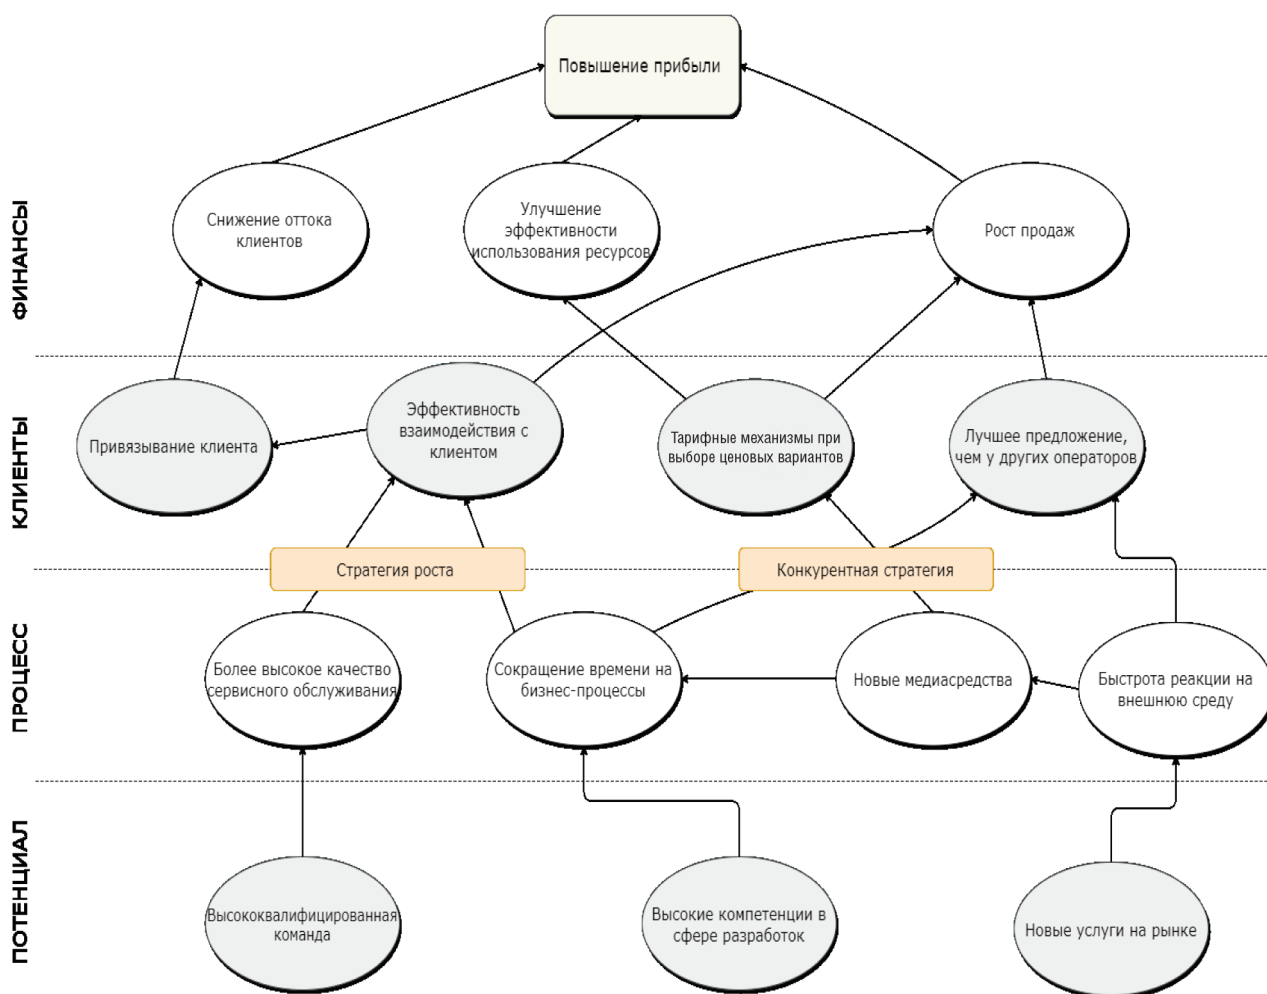 Повышение прибыли
ФИНАНСЫ
Снижение оттока
клиентов
Улучшение
эффективности
использования ресурсов
Рост продаж
КЛИЕНТЫ
Привязывание клиента
Эффективность
взаимодействия с
клиентом
Тарифные механизмы при
выборе ценовых вариантов
Лучшее предложение,
чем у других операторов
Стратегия роста
Конкурентная стратегия
ПРОЦЕСС
Более высокое качество
сервисного обслуживания
Сокращение времени на
бизнес-процессы
Новые медиасредства
Быстрота реакции на
внешнюю среду
ПОТЕНЦИАЛ
Высококвалифицированная
команда
Высокие компетенции в
сфере разработок
Новые услуги на рынке